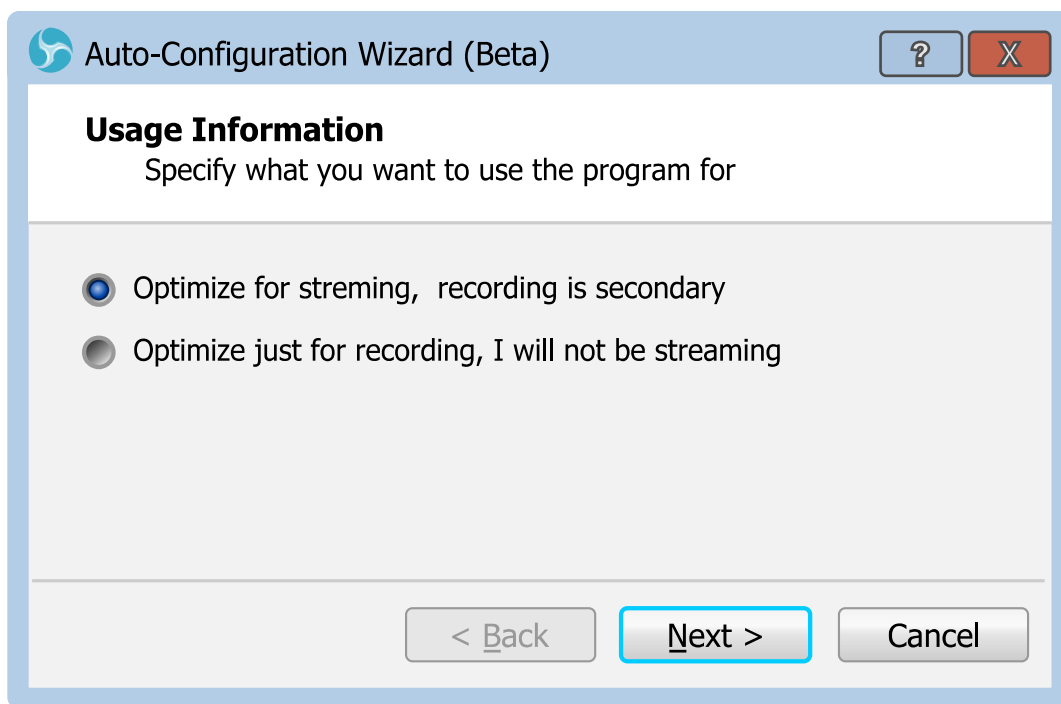 Auto-Configuration Wizard (Beta) ? X
Usage Information
Specify what you want to use the program for
Optimize for streming,  recording is secondary
Optimize just for recording, I will not be streaming
< Back Next > Cancel